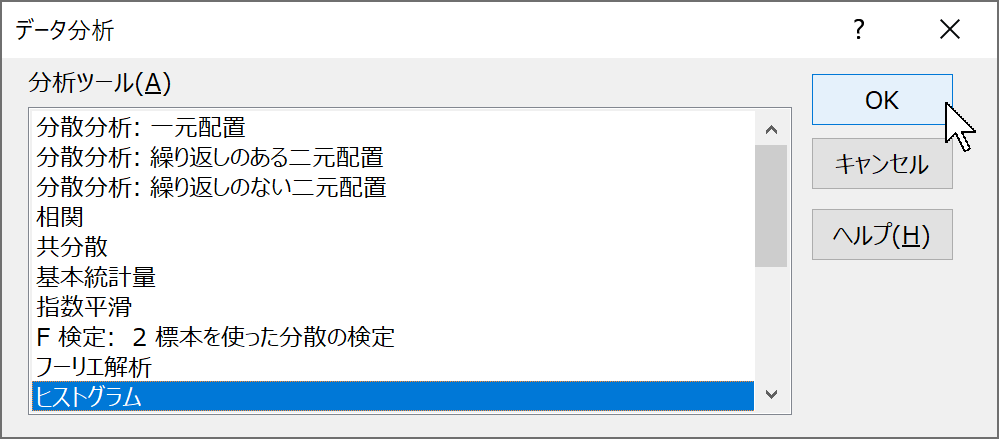 データ分析
?
分析ツール(A)
分散分析: 一元配置
分散分析: 繰り返しのある二元配置
分散分析: 繰り返しのない二元配置
相関
共分散
基本統計量
指数平滑
F 検定:  2 標本を使った分散の検定
フーリエ解析
ヒストグラム
OK
キャンセル
ヘルプ(H)